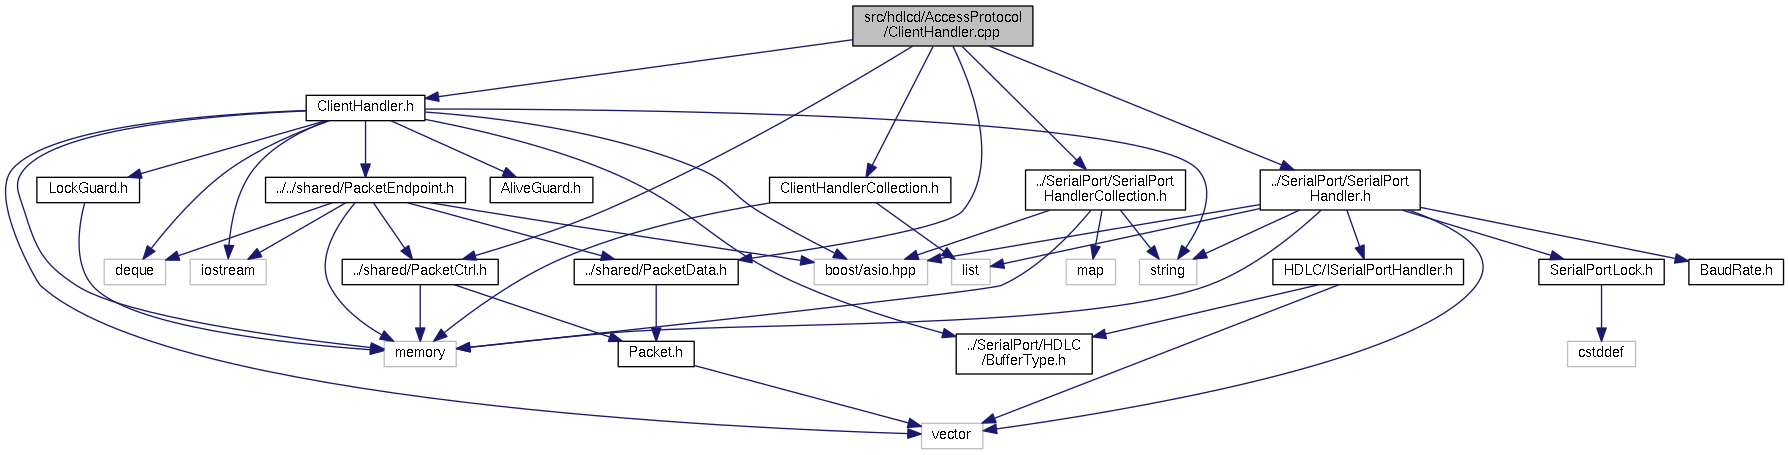 src/hdlcd/AccessProtocol
/ClientHandler.cpp
ClientHandler.h
LockGuard.h
../../shared/PacketEndpoint.h
AliveGuard.h
ClientHandlerCollection.h
../SerialPort/SerialPort
HandlerCollection.h
../SerialPort/SerialPort
Handler.h
deque
iostream
../shared/PacketCtrl.h
../shared/PacketData.h
boost/asio.hpp
list
map
string
HDLC/ISerialPortHandler.h
SerialPortLock.h
BaudRate.h
memory
Packet.h
../SerialPort/HDLC
/BufferType.h
cstddef
vector